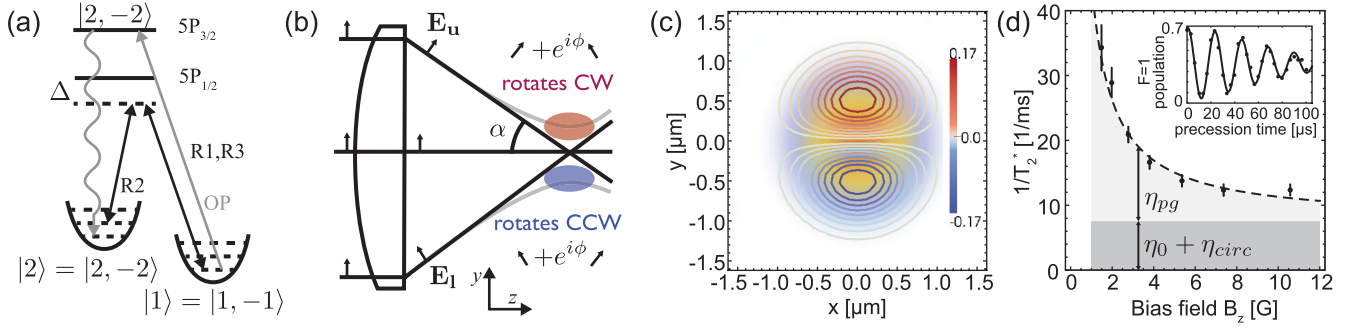 (a)
|2, -2⟩
5P3/2
5P1/2
Δ
R1,R3
R2
OP
|2⟩ = |2, -2⟩
|1⟩ = |1, -1⟩
(b)
Eu
+e^{iϕ}
rotates CW
α
rotates CCW
+e^{iϕ}
El
y
z
(c)
1.5
1.0
0.5
0.0
-0.5
-1.0
-1.5
y [μm]
-1.5 -1.0 -0.5 0.0 0.5 1.0 1.5
x [μm]
0.17
-0.0
-0.17
(d)
40
30
20
10
0
1/T2* [1/ms]
0 2 4 6 8 10 12
Bias field Bz [G]
ηpg
η0 + ηcirc
0.7
0
F=1
population
0 20 40 60 80 100
precession time [μs]